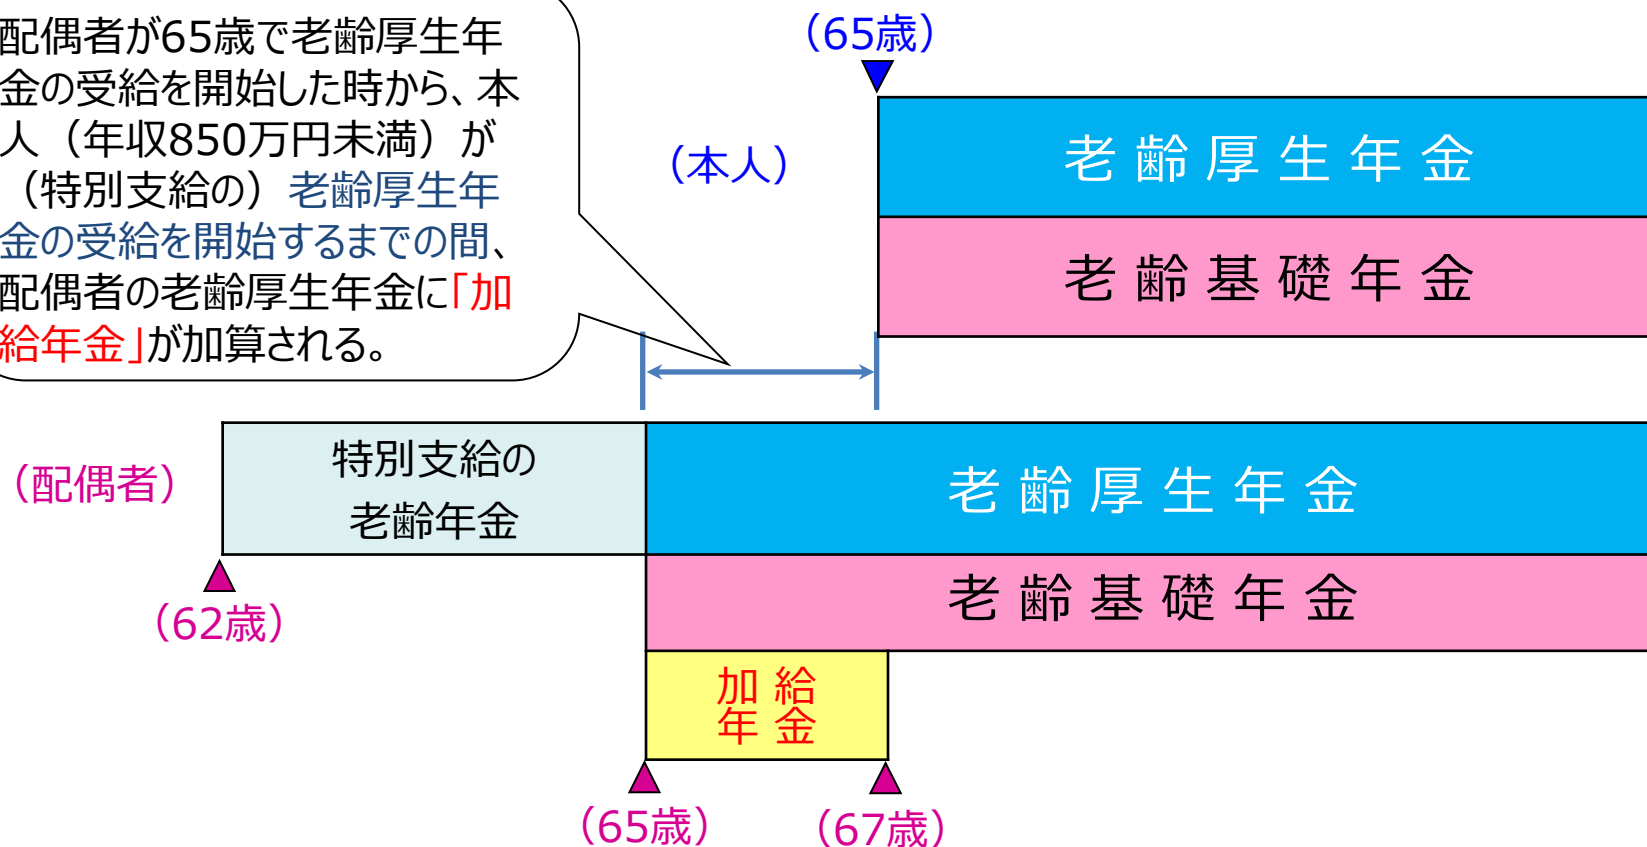 配偶者が65歳で老齢厚生年
金の受給を開始した時から、本
人（年収850万円未満）が
（特別支給の）老齢厚生年
金の受給を開始するまでの間、
配偶者の老齢厚生年金に「加
給年金」が加算される。
（65歳）
（本人）
老齢厚生年金
老齢基礎年金
（配偶者）
特別支給の
老齢年金
老齢厚生年金
老齢基礎年金
（62歳）
加給
年金
（65歳）
（67歳）